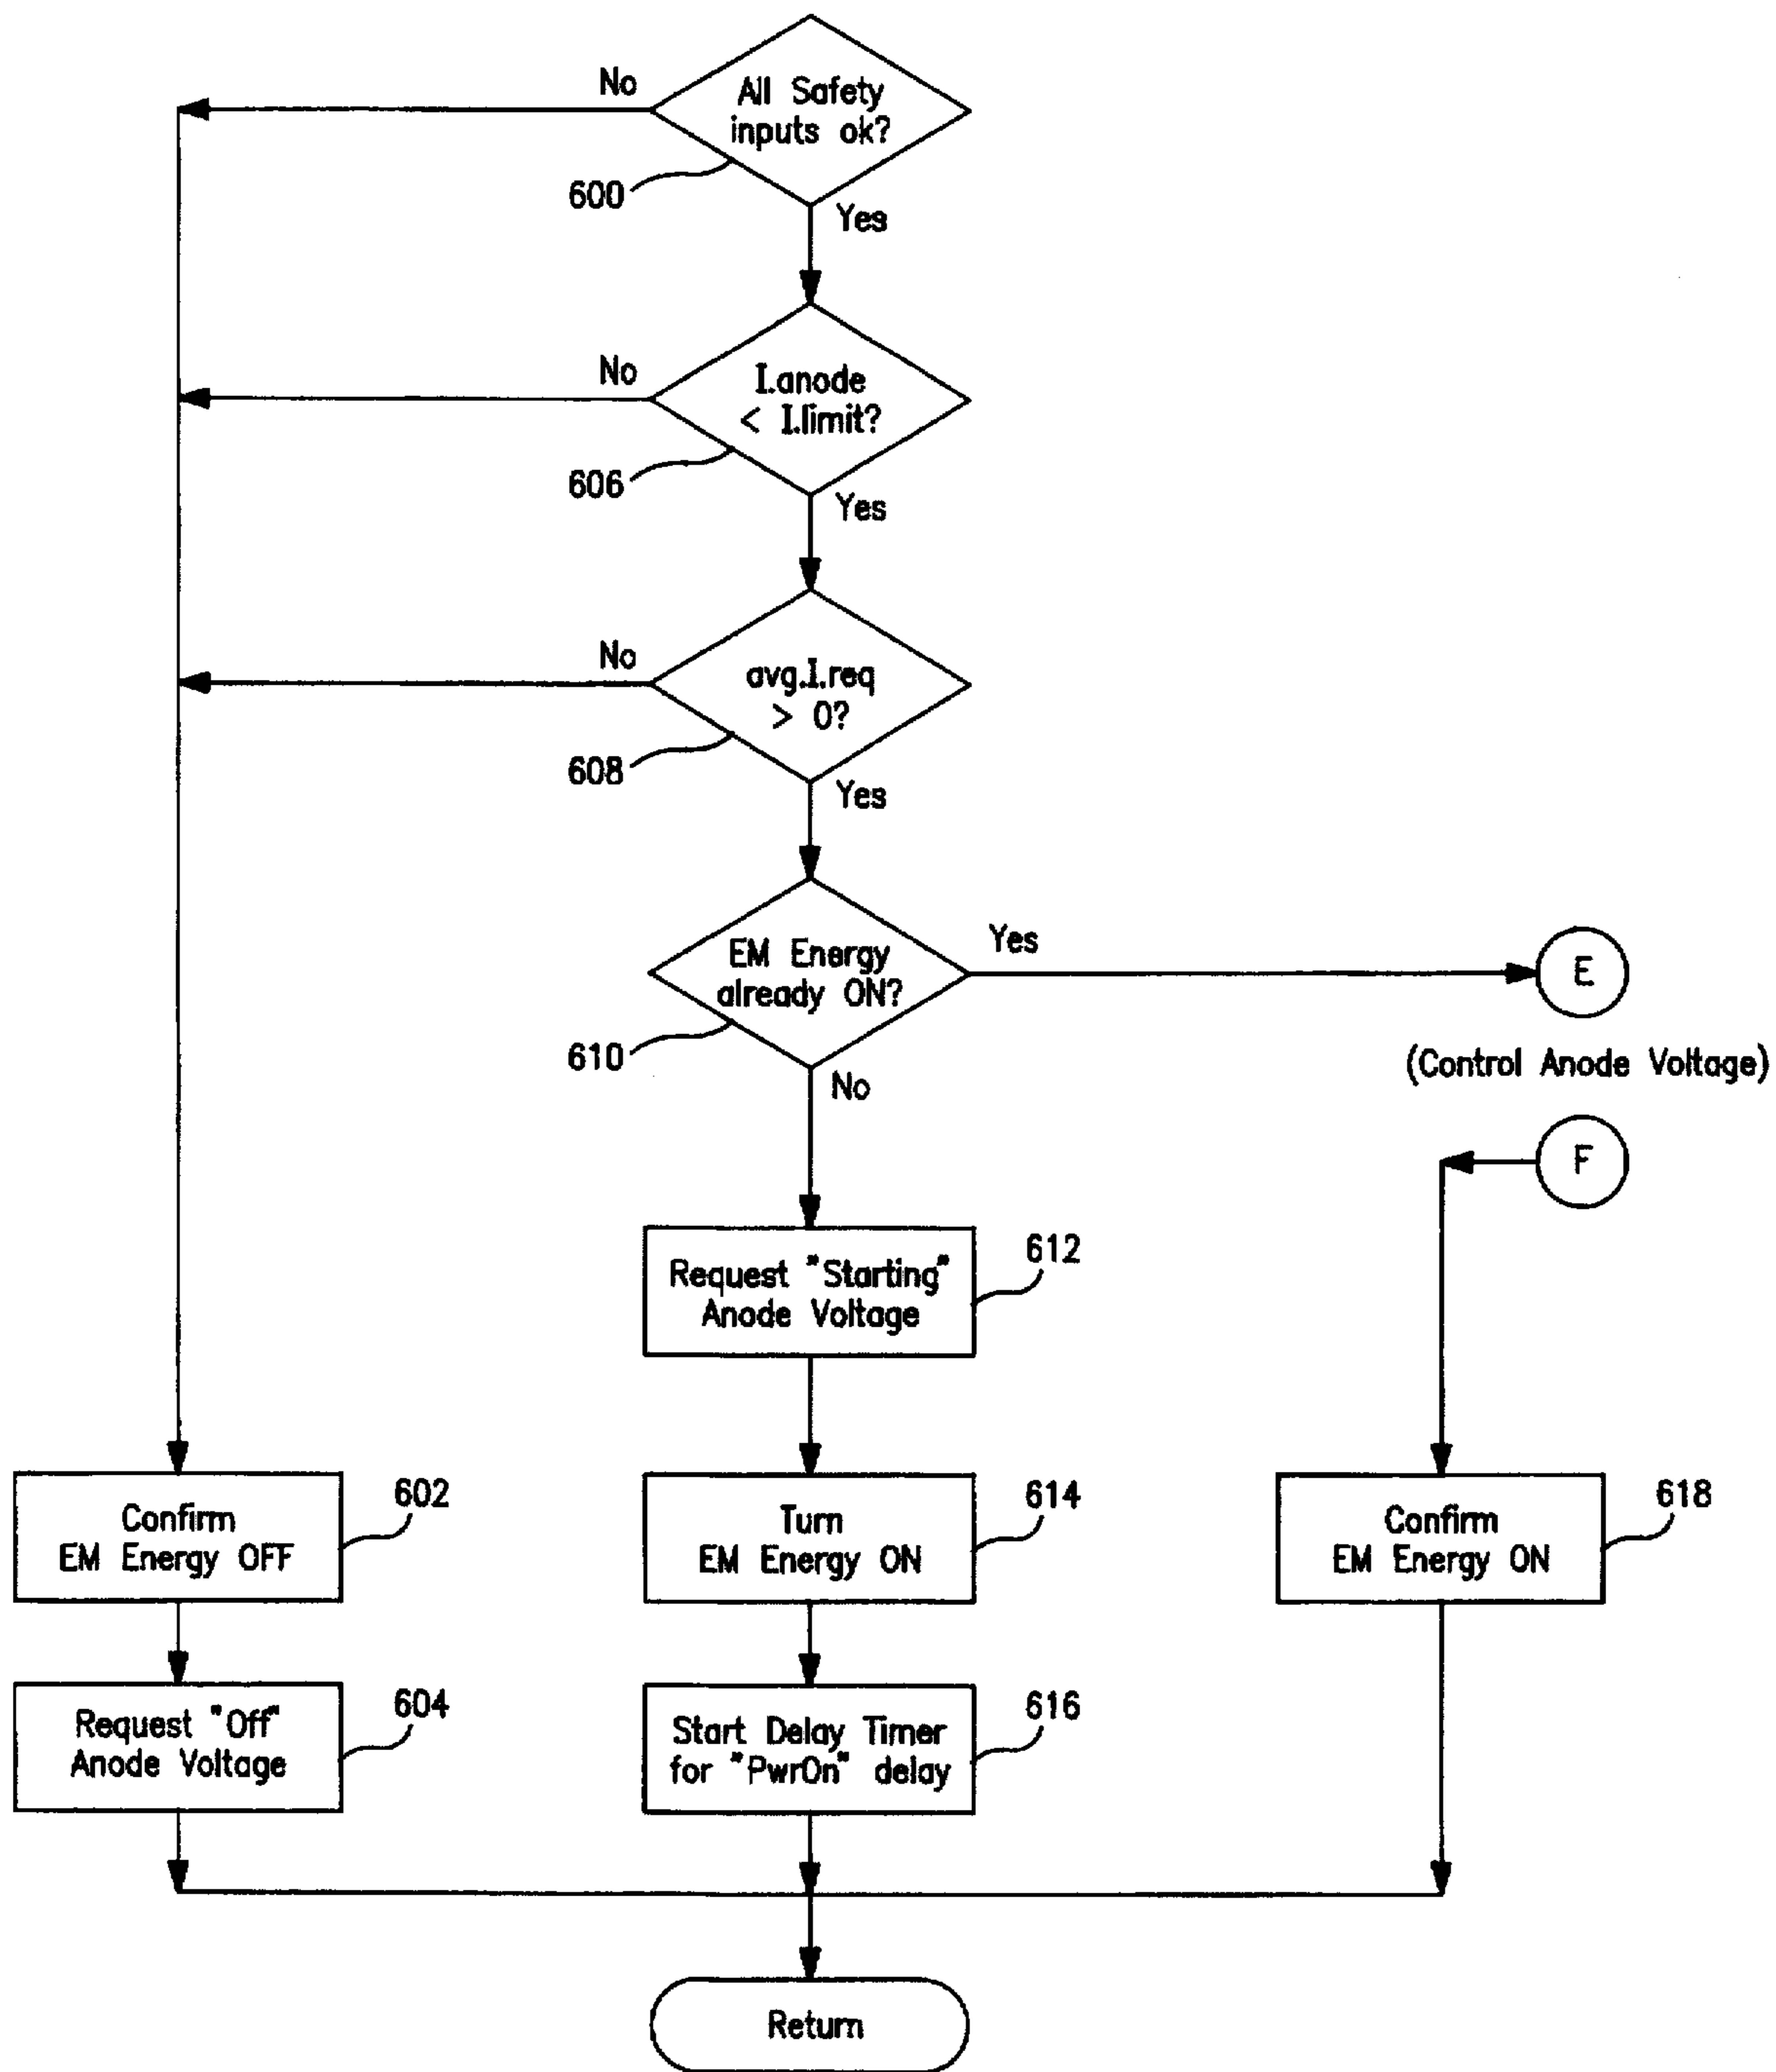 No
All Safety
inputs ok?
600
Yes
No
I.anode
< I.limit?
606
Yes
No
avg.I.req
> 0?
608
Yes
EM Energy
already ON?
610
Yes
E
(Control Anode Voltage)
No
F
Request "Starting"
Anode Voltage
612
Confirm
EM Energy OFF
602
Turn
EM Energy ON
614
Confirm
EM Energy ON
618
Request "Off"
Anode Voltage
604
Start Delay Timer
for "PwrOn" delay
616
Return